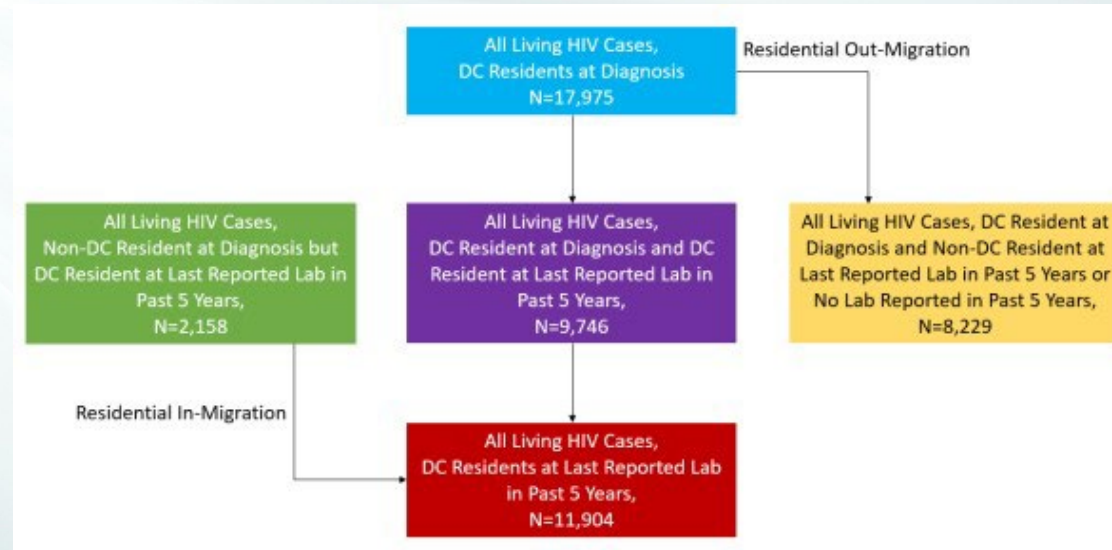 All Living HIV Cases,
DC Residents at Diagnosis
N=17,975
Residential Out-Migration
All Living HIV Cases,
Non-DC Resident at Diagnosis but
DC Resident at Last Reported Lab in
Past 5 Years,
N=2,158
All Living HIV Cases,
DC Resident at Diagnosis and DC
Resident at Last Reported Lab in
Past 5 Years,
N=9,746
All Living HIV Cases, DC Resident at
Diagnosis and Non-DC Resident at
Last Reported Lab in Past 5 Years or
No Lab Reported in Past 5 Years,
N=8,229
Residential In-Migration
All Living HIV Cases,
DC Residents at Last Reported Lab
in Past 5 Years,
N=11,904